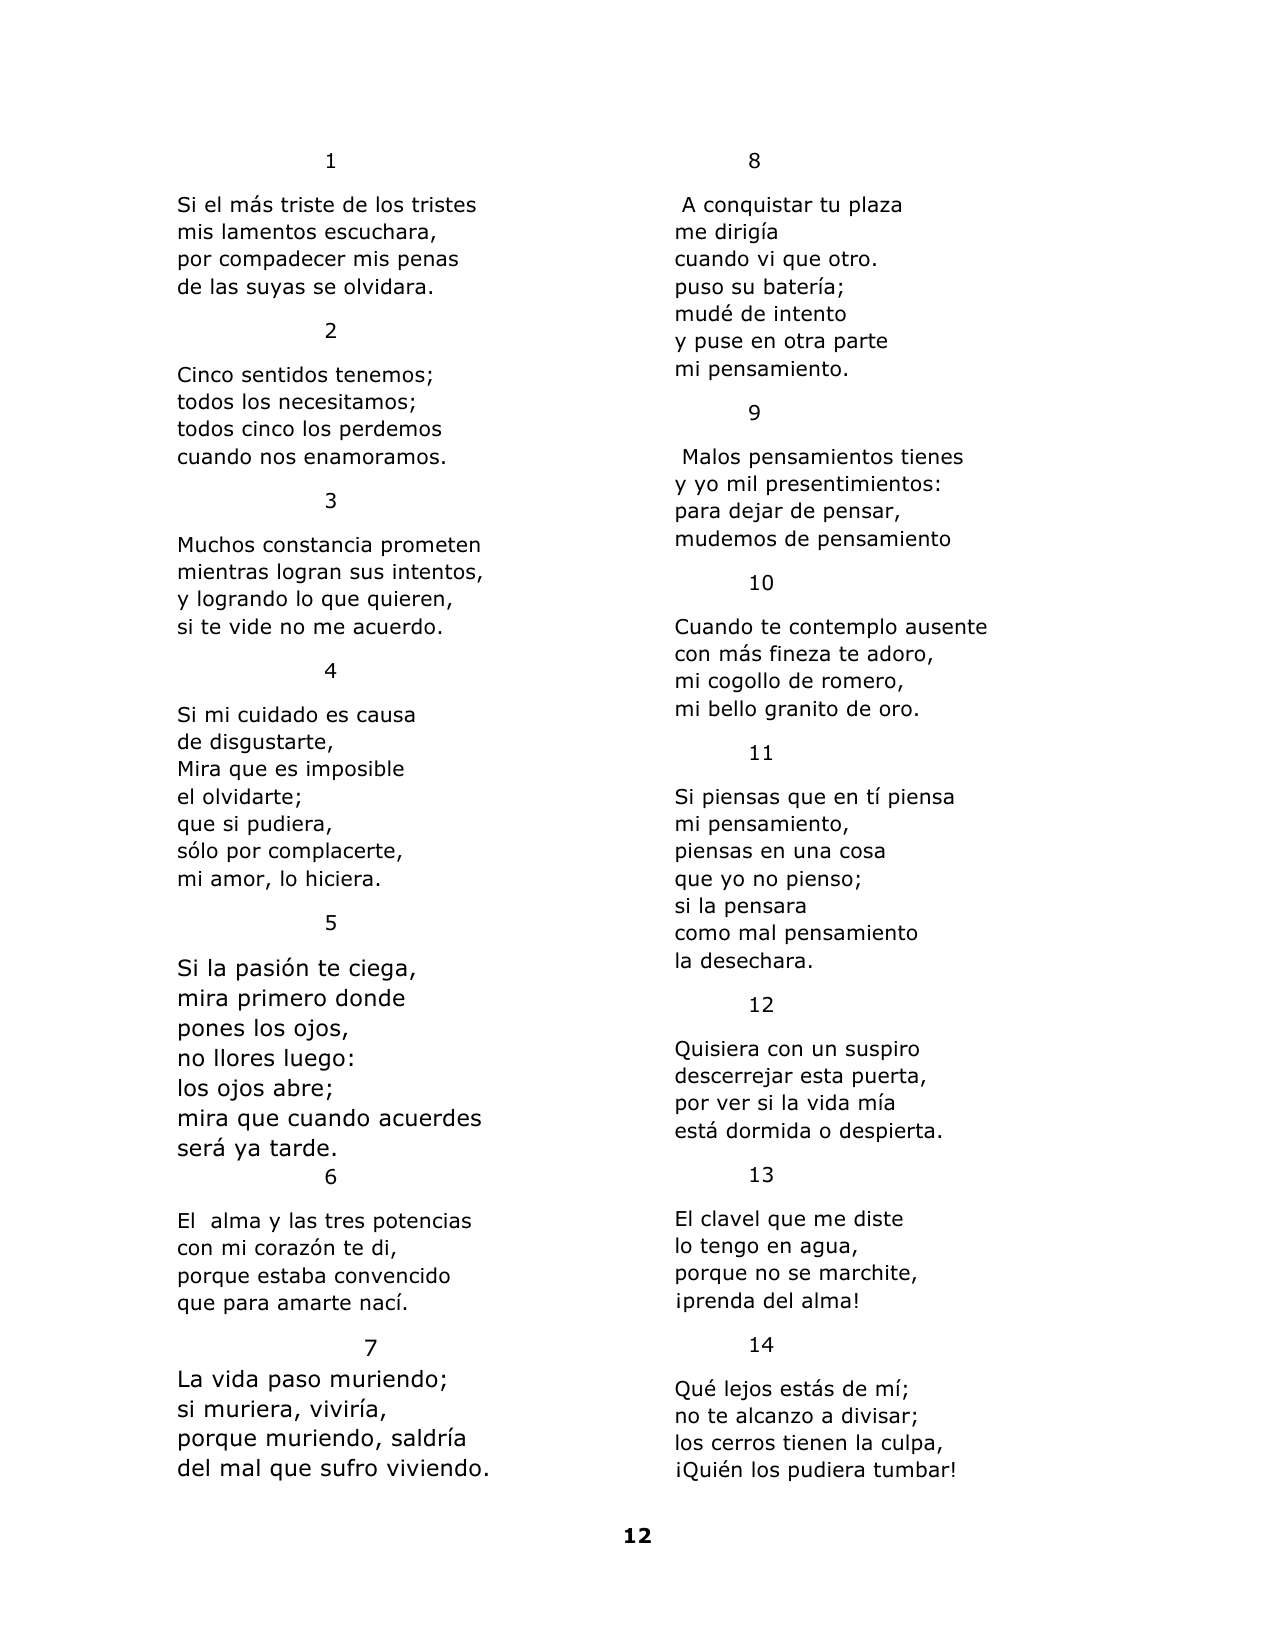 1
Si el más triste de los tristes
mis lamentos escuchara,
por compadecer mis penas
de las suyas se olvidara.
2
Cinco sentidos tenemos;
todos los necesitamos;
todos cinco los perdemos
cuando nos enamoramos.
3
Muchos constancia prometen
mientras logran sus intentos,
y logrando lo que quieren,
si te vide no me acuerdo.
4
Si mi cuidado es causa
de disgustarte,
Mira que es imposible
el olvidarte;
que si pudiera,
sólo por complacerte,
mi amor, lo hiciera.
5
Si la pasión te ciega,
mira primero donde
pones los ojos,
no llores luego:
los ojos abre;
mira que cuando acuerdes
será ya tarde.
6
El  alma y las tres potencias
con mi corazón te di,
porque estaba convencido
que para amarte nací.
7
La vida paso muriendo;
si muriera, viviría,
porque muriendo, saldría
del mal que sufro viviendo.
8
A conquistar tu plaza
me dirigía
cuando vi que otro.
puso su batería;
mudé de intento
y puse en otra parte
mi pensamiento.
9
Malos pensamientos tienes
y yo mil presentimientos:
para dejar de pensar,
mudemos de pensamiento
10
Cuando te contemplo ausente
con más fineza te adoro,
mi cogollo de romero,
mi bello granito de oro.
11
Si piensas que en tí piensa
mi pensamiento,
piensas en una cosa
que yo no pienso;
si la pensara
como mal pensamiento
la desechara.
12
Quisiera con un suspiro
descerrejar esta puerta,
por ver si la vida mía
está dormida o despierta.
13
El clavel que me diste
lo tengo en agua,
porque no se marchite,
¡prenda del alma!
14
Qué lejos estás de mí;
no te alcanzo a divisar;
los cerros tienen la culpa,
¡Quién los pudiera tumbar!
12